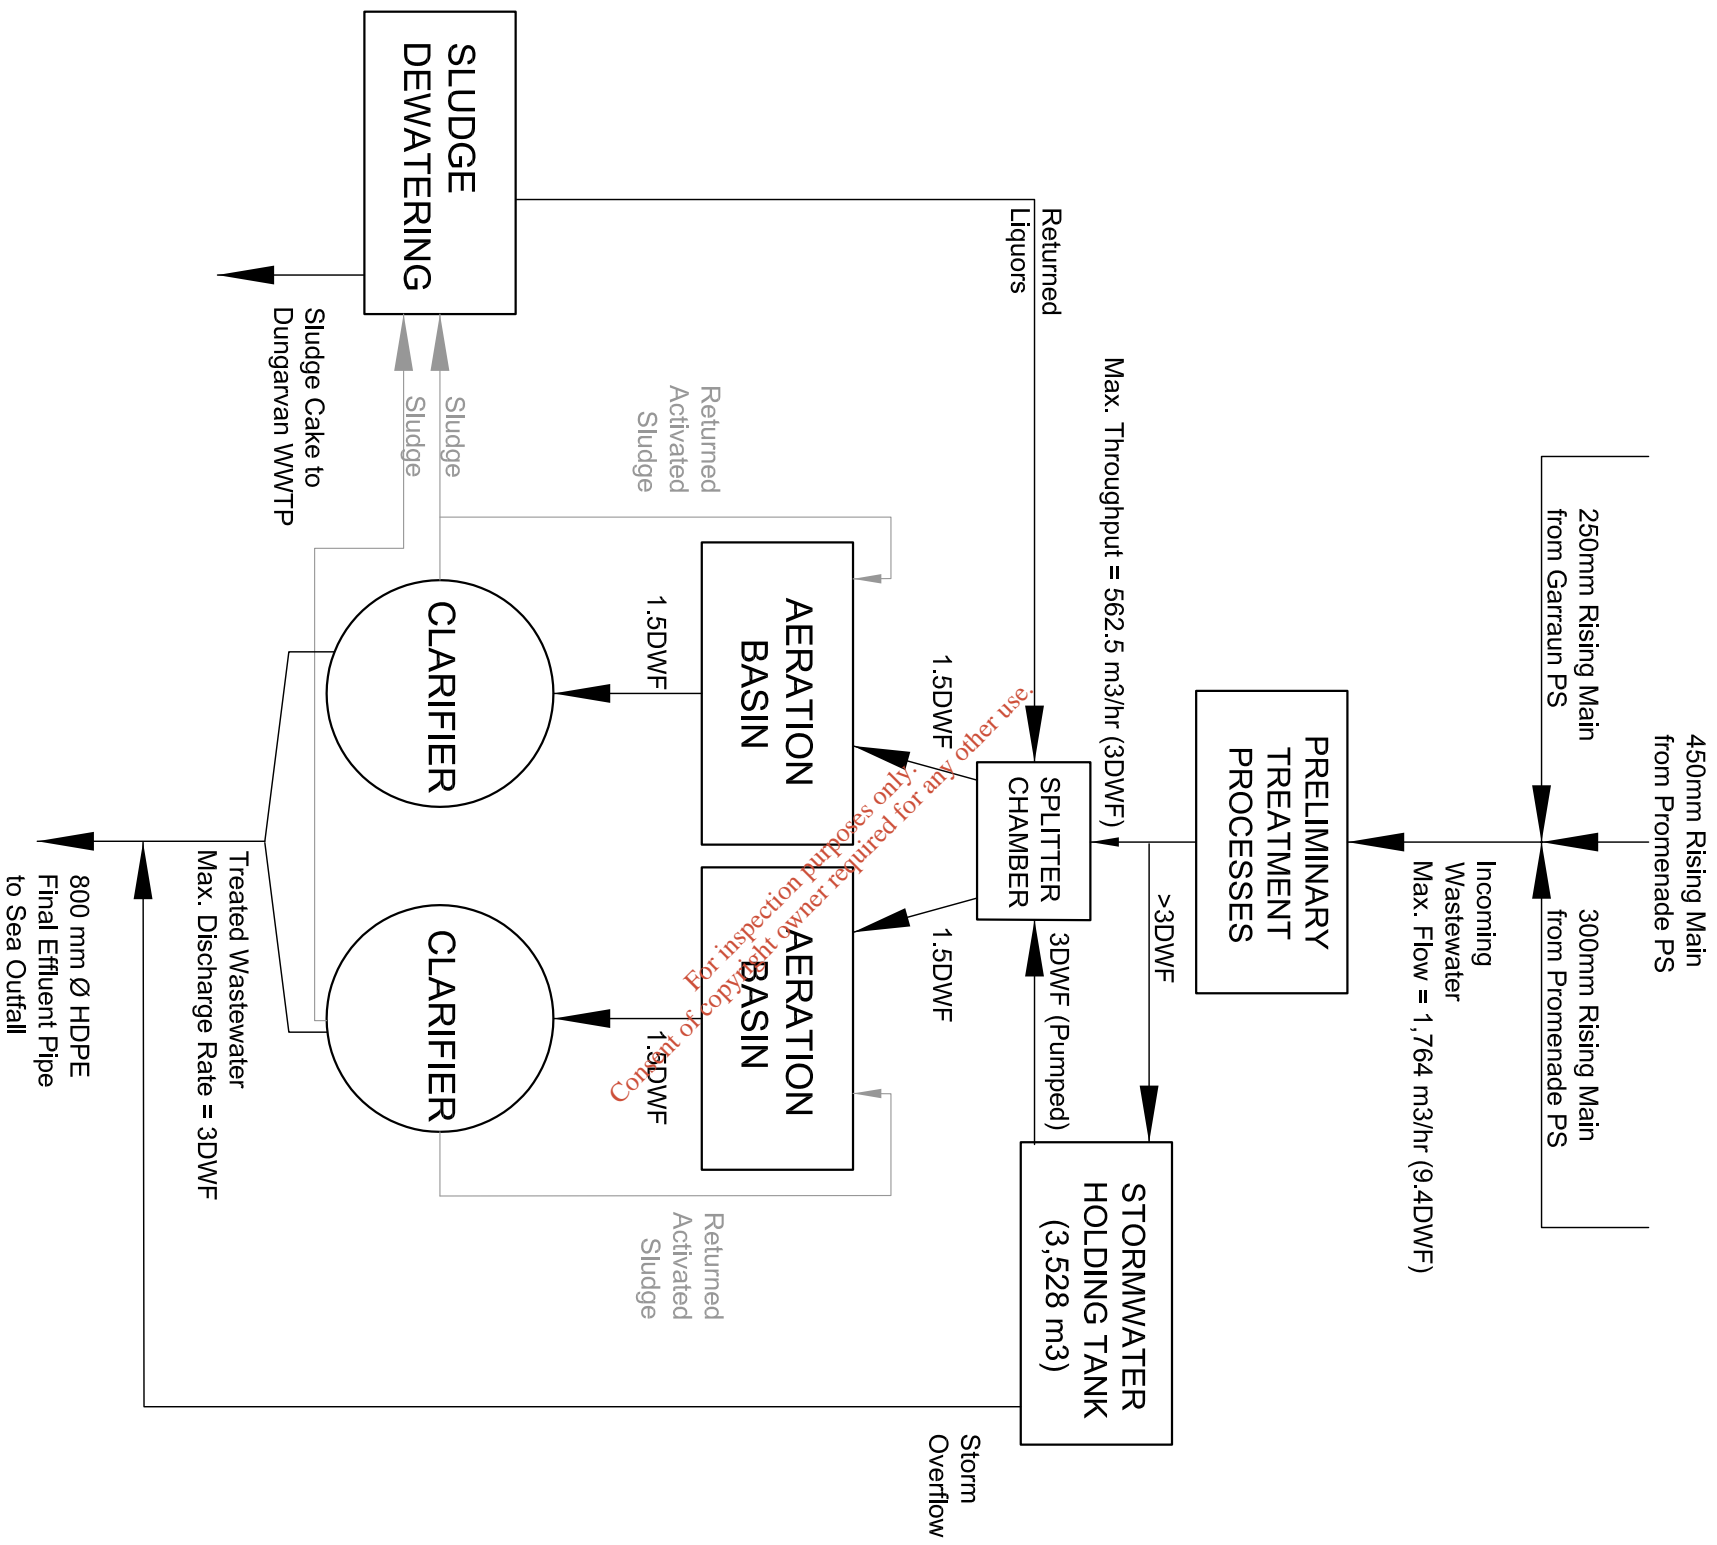 450mm Rising Main
from Promenade PS
250mm Rising Main
from Garraun PS
300mm Rising Main
from Promenade PS
Incoming
Wastewater
Max. Flow = 1,764 m3/hr (9.4DWF)
PRELIMINARY
TREATMENT
PROCESSES
>3DWF
Max. Throughput = 562.5 m3/hr (3DWF)
Returned
Liquors
SPLITTER
CHAMBER
3DWF (Pumped)
STORMWATER
HOLDING TANK
(3,528 m3)
1.5DWF
1.5DWF
AERATION
BASIN
AERATION
BASIN
Returned
Activated
Sludge
Returned
Activated
Sludge
1.5DWF
1.5DWF
SLUDGE
DEWATERING
Sludge
Sludge
CLARIFIER
CLARIFIER
Sludge Cake to
Dungarvan WWTP
Storm
Overflow
Treated Wastewater
Max. Discharge Rate = 3DWF
800 mm Ø HDPE
Final Effluent Pipe
to Sea Outfall
For inspection purposes only.
Consent of copyright owner required for any other use.